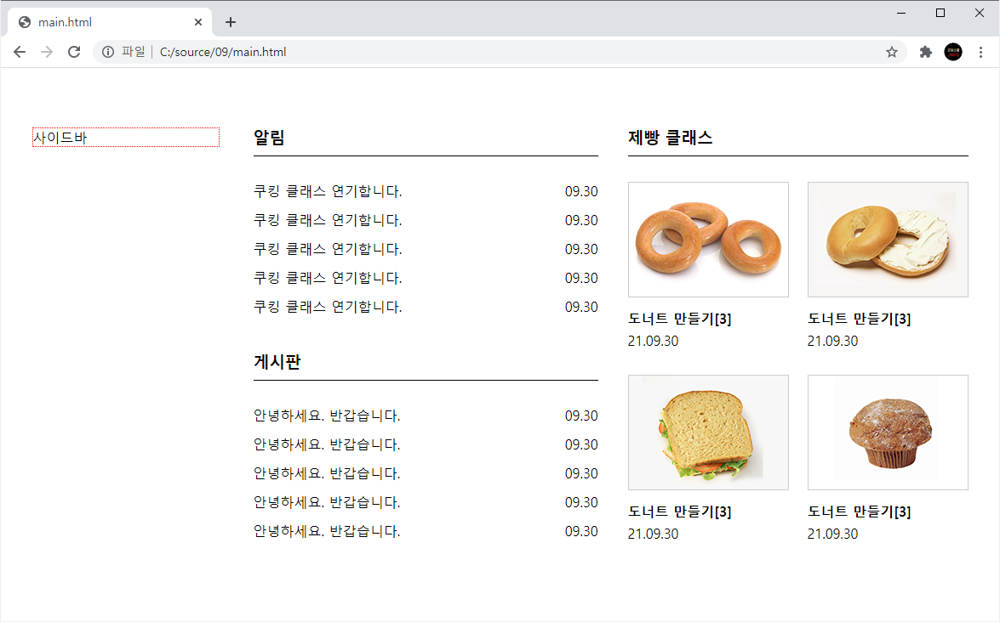 main.html
파일
C:/source/09/main.html
사이드바
알림
쿠킹 클래스 연기합니다. 09.30
쿠킹 클래스 연기합니다. 09.30
쿠킹 클래스 연기합니다. 09.30
쿠킹 클래스 연기합니다. 09.30
쿠킹 클래스 연기합니다. 09.30
게시판
안녕하세요. 반갑습니다. 09.30
안녕하세요. 반갑습니다. 09.30
안녕하세요. 반갑습니다. 09.30
안녕하세요. 반갑습니다. 09.30
안녕하세요. 반갑습니다. 09.30
제빵 클래스
도너트 만들기[3]
21.09.30
도너트 만들기[3]
21.09.30
도너트 만들기[3]
21.09.30
도너트 만들기[3]
21.09.30